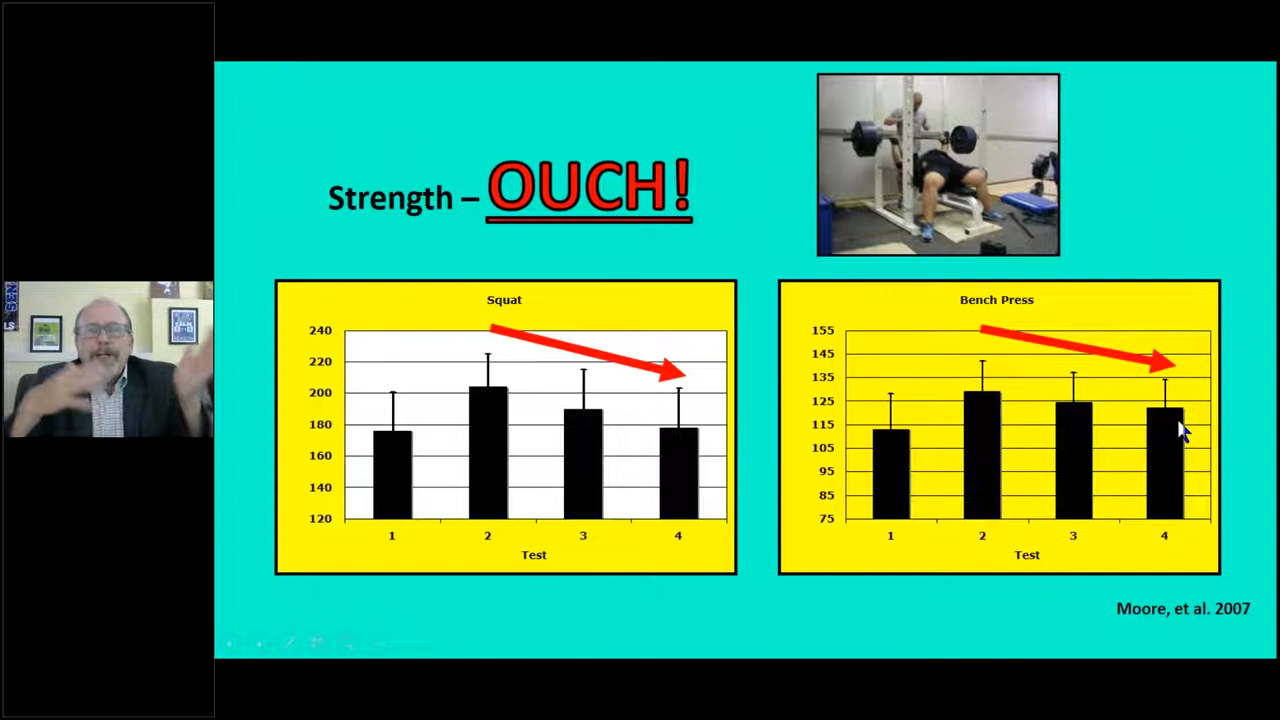 Strength – OUCH!
Squat
240
220
200
180
160
140
120
1 2 3 4
Test
Bench Press
155
145
135
125
115
105
95
85
75
1 2 3 4
Test
Moore, et al. 2007